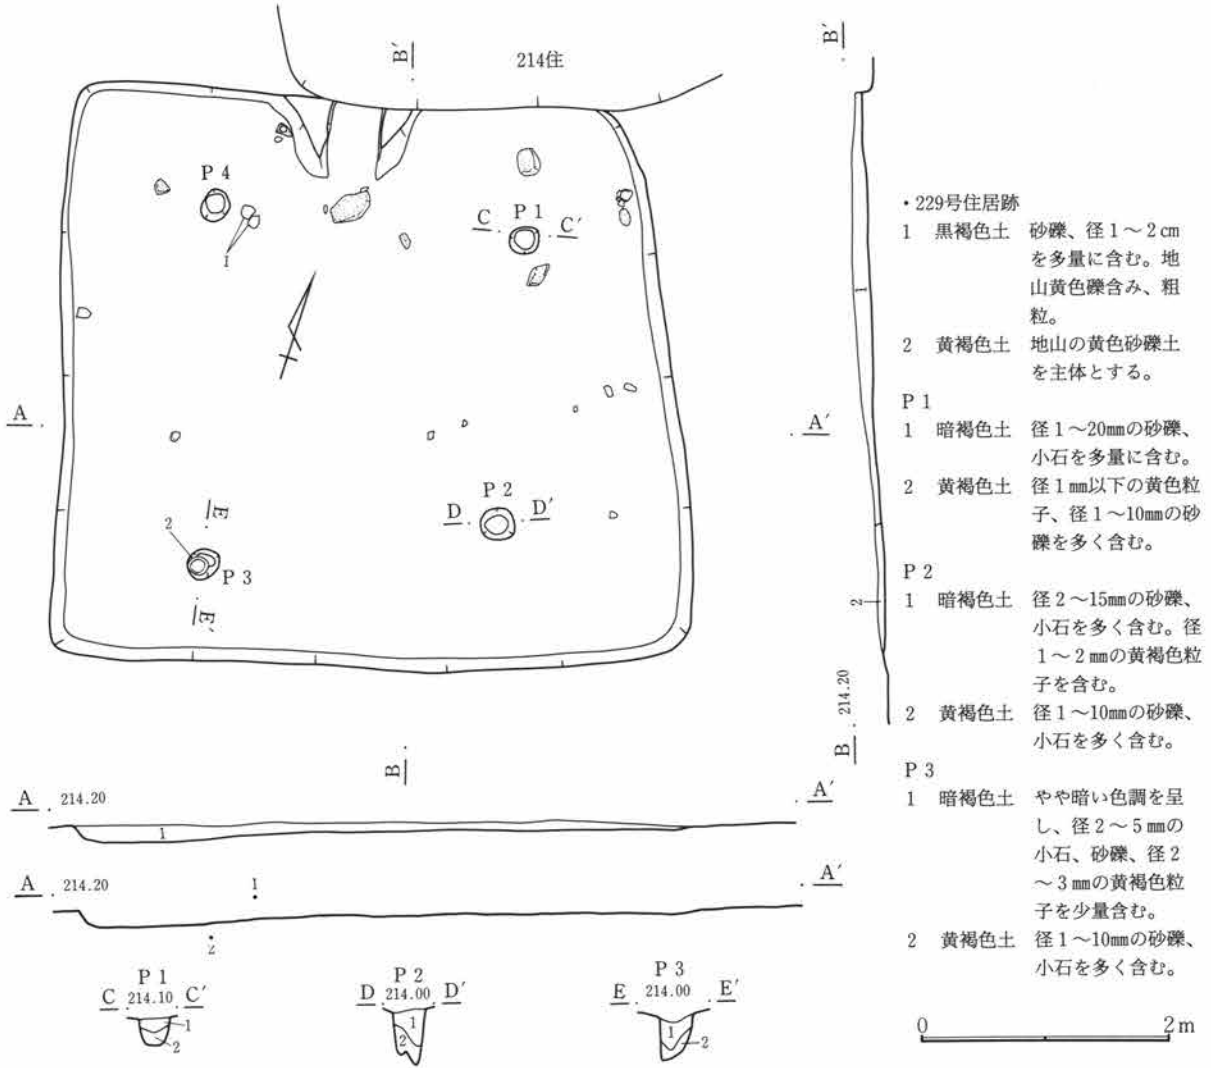 B′
214住
B′
P 4
C P 1 C′
1
1
A
A′
P 2
D D′
E
2
P 3
E′
2
B
B 214.20
A 214.20 A′
1
A 214.20 A′
1
2
P 1
C 214.10 C′
1
2
P 2
D 214.00 D′
1
2
P 3
E 214.00 E′
1
2
・229号住居跡
1 黒褐色土 砂礫、径1～2cm
を多量に含む。地
山黄色礫含み、粗
粒。
2 黄褐色土 地山の黄色砂礫土
を主体とする。
P 1
1 暗褐色土 径1～20mmの砂礫、
小石を多量に含む。
2 黄褐色土 径1mm以下の黄色粒
子、径1～10mmの砂
礫を多く含む。
P 2
1 暗褐色土 径2～15mmの砂礫、
小石を多く含む。径
1～2mmの黄褐色粒
子を含む。
2 黄褐色土 径1～10mmの砂礫、
小石を多く含む。
P 3
1 暗褐色土 やや暗い色調を呈
し、径2～5mmの
小石、砂礫、径2
～3mmの黄褐色粒
子を少量含む。
2 黄褐色土 径1～10mmの砂礫、
小石を多く含む。
0 2m